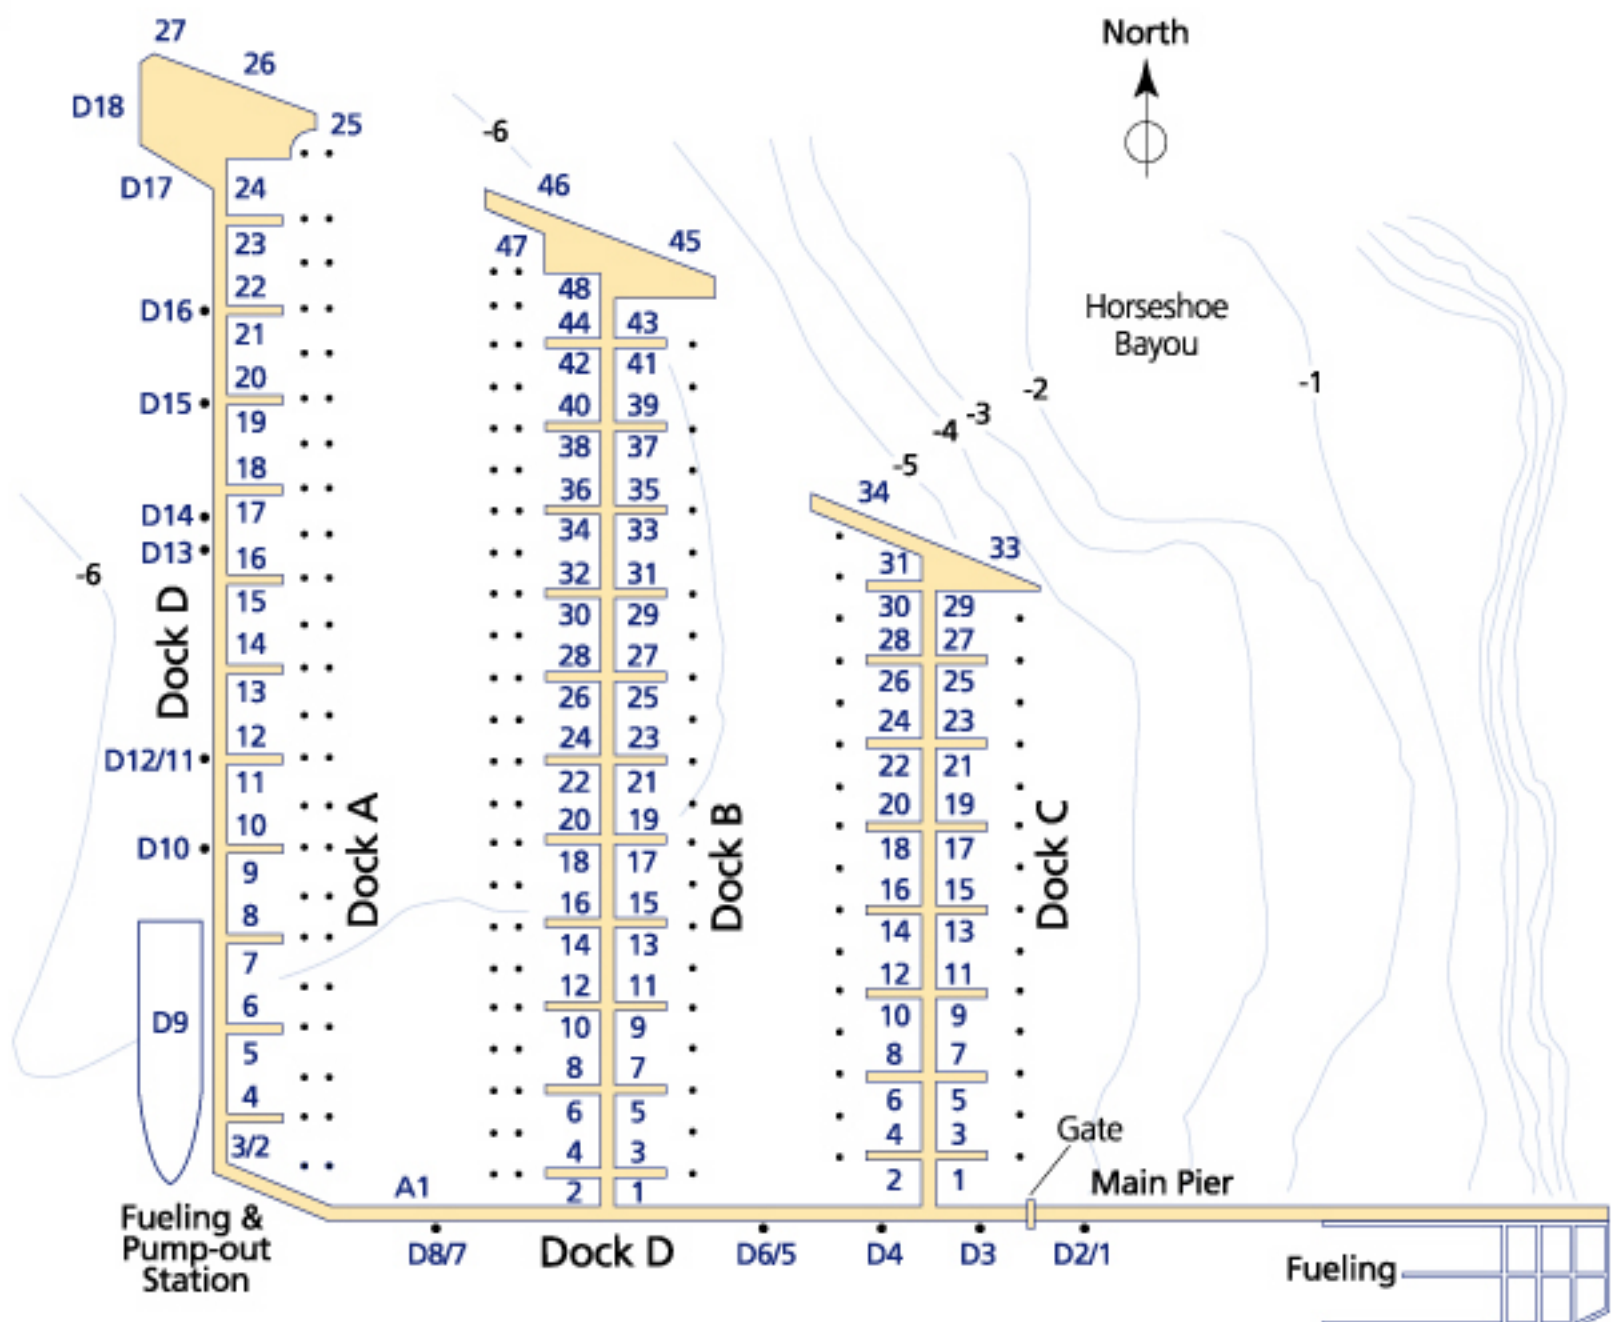 North
27
26
D18
25
-6
D17
24
46
23
47
45
22
48
D16
44 43
Horseshoe
Bayou
21
42 41
20
-2
-1
D15
40 39
-3
19
-4
38 37
18
-5
36 35
34
D14
17
34 33
D13
33
16
31
-6
32 31
15
30 29
30 29
14
28 27
28 27
Dock D
13
26 25
26 25
12
24 23
24 23
D12/11
11
22 21
22 21
10
20 19
20 19
Dock A
Dock B
Dock C
D10
9
18 17
18 17
8
16 15
16 15
7
14 13
14 13
6
12 11
12 11
D9
5
10 9
10 9
4
8 7
8 7
6 5
6 5
3/2
4 3
4 3
Gate
A1
2 1
2 1
Main Pier
Fueling &
Pump-out
Station
D8/7
Dock D
D6/5
D4
D3
D2/1
Fueling